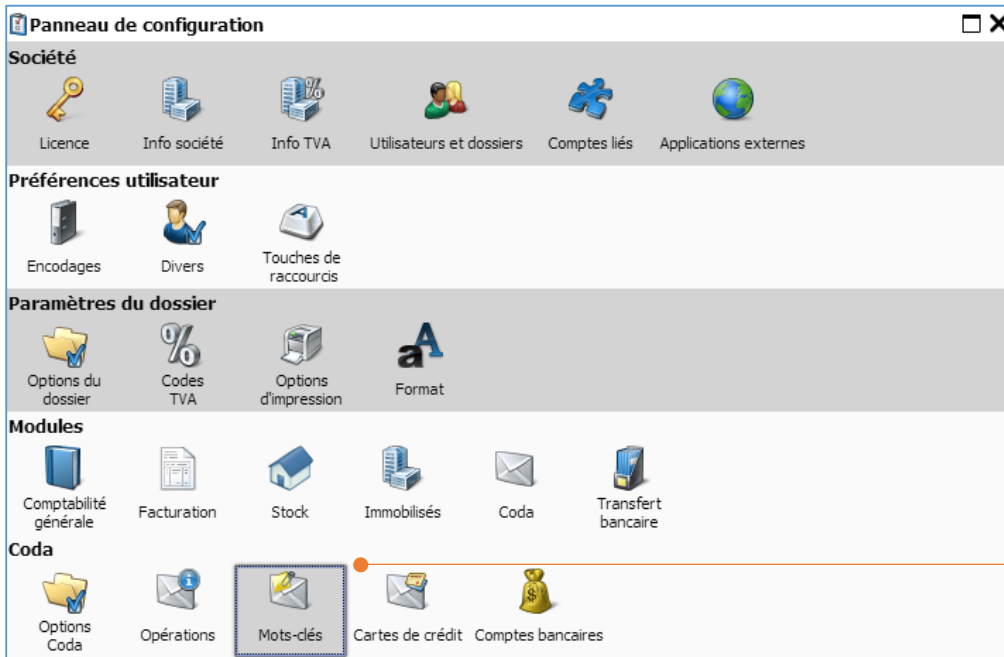 Panneau de configuration
Société
Licence Info société Info TVA Utilisateurs et dossiers Comptes liés Applications externes
Préférences utilisateur
Encodages Divers Touches de
raccourcis
Paramètres du dossier
Options du
dossier
Codes
TVA
Options
d'impression
Format
Modules
Comptabilité
générale
Facturation Stock Immobilisés Coda Transfert
bancaire
Coda
Options
Coda
Opérations Mots-clés Cartes de crédit Comptes bancaires